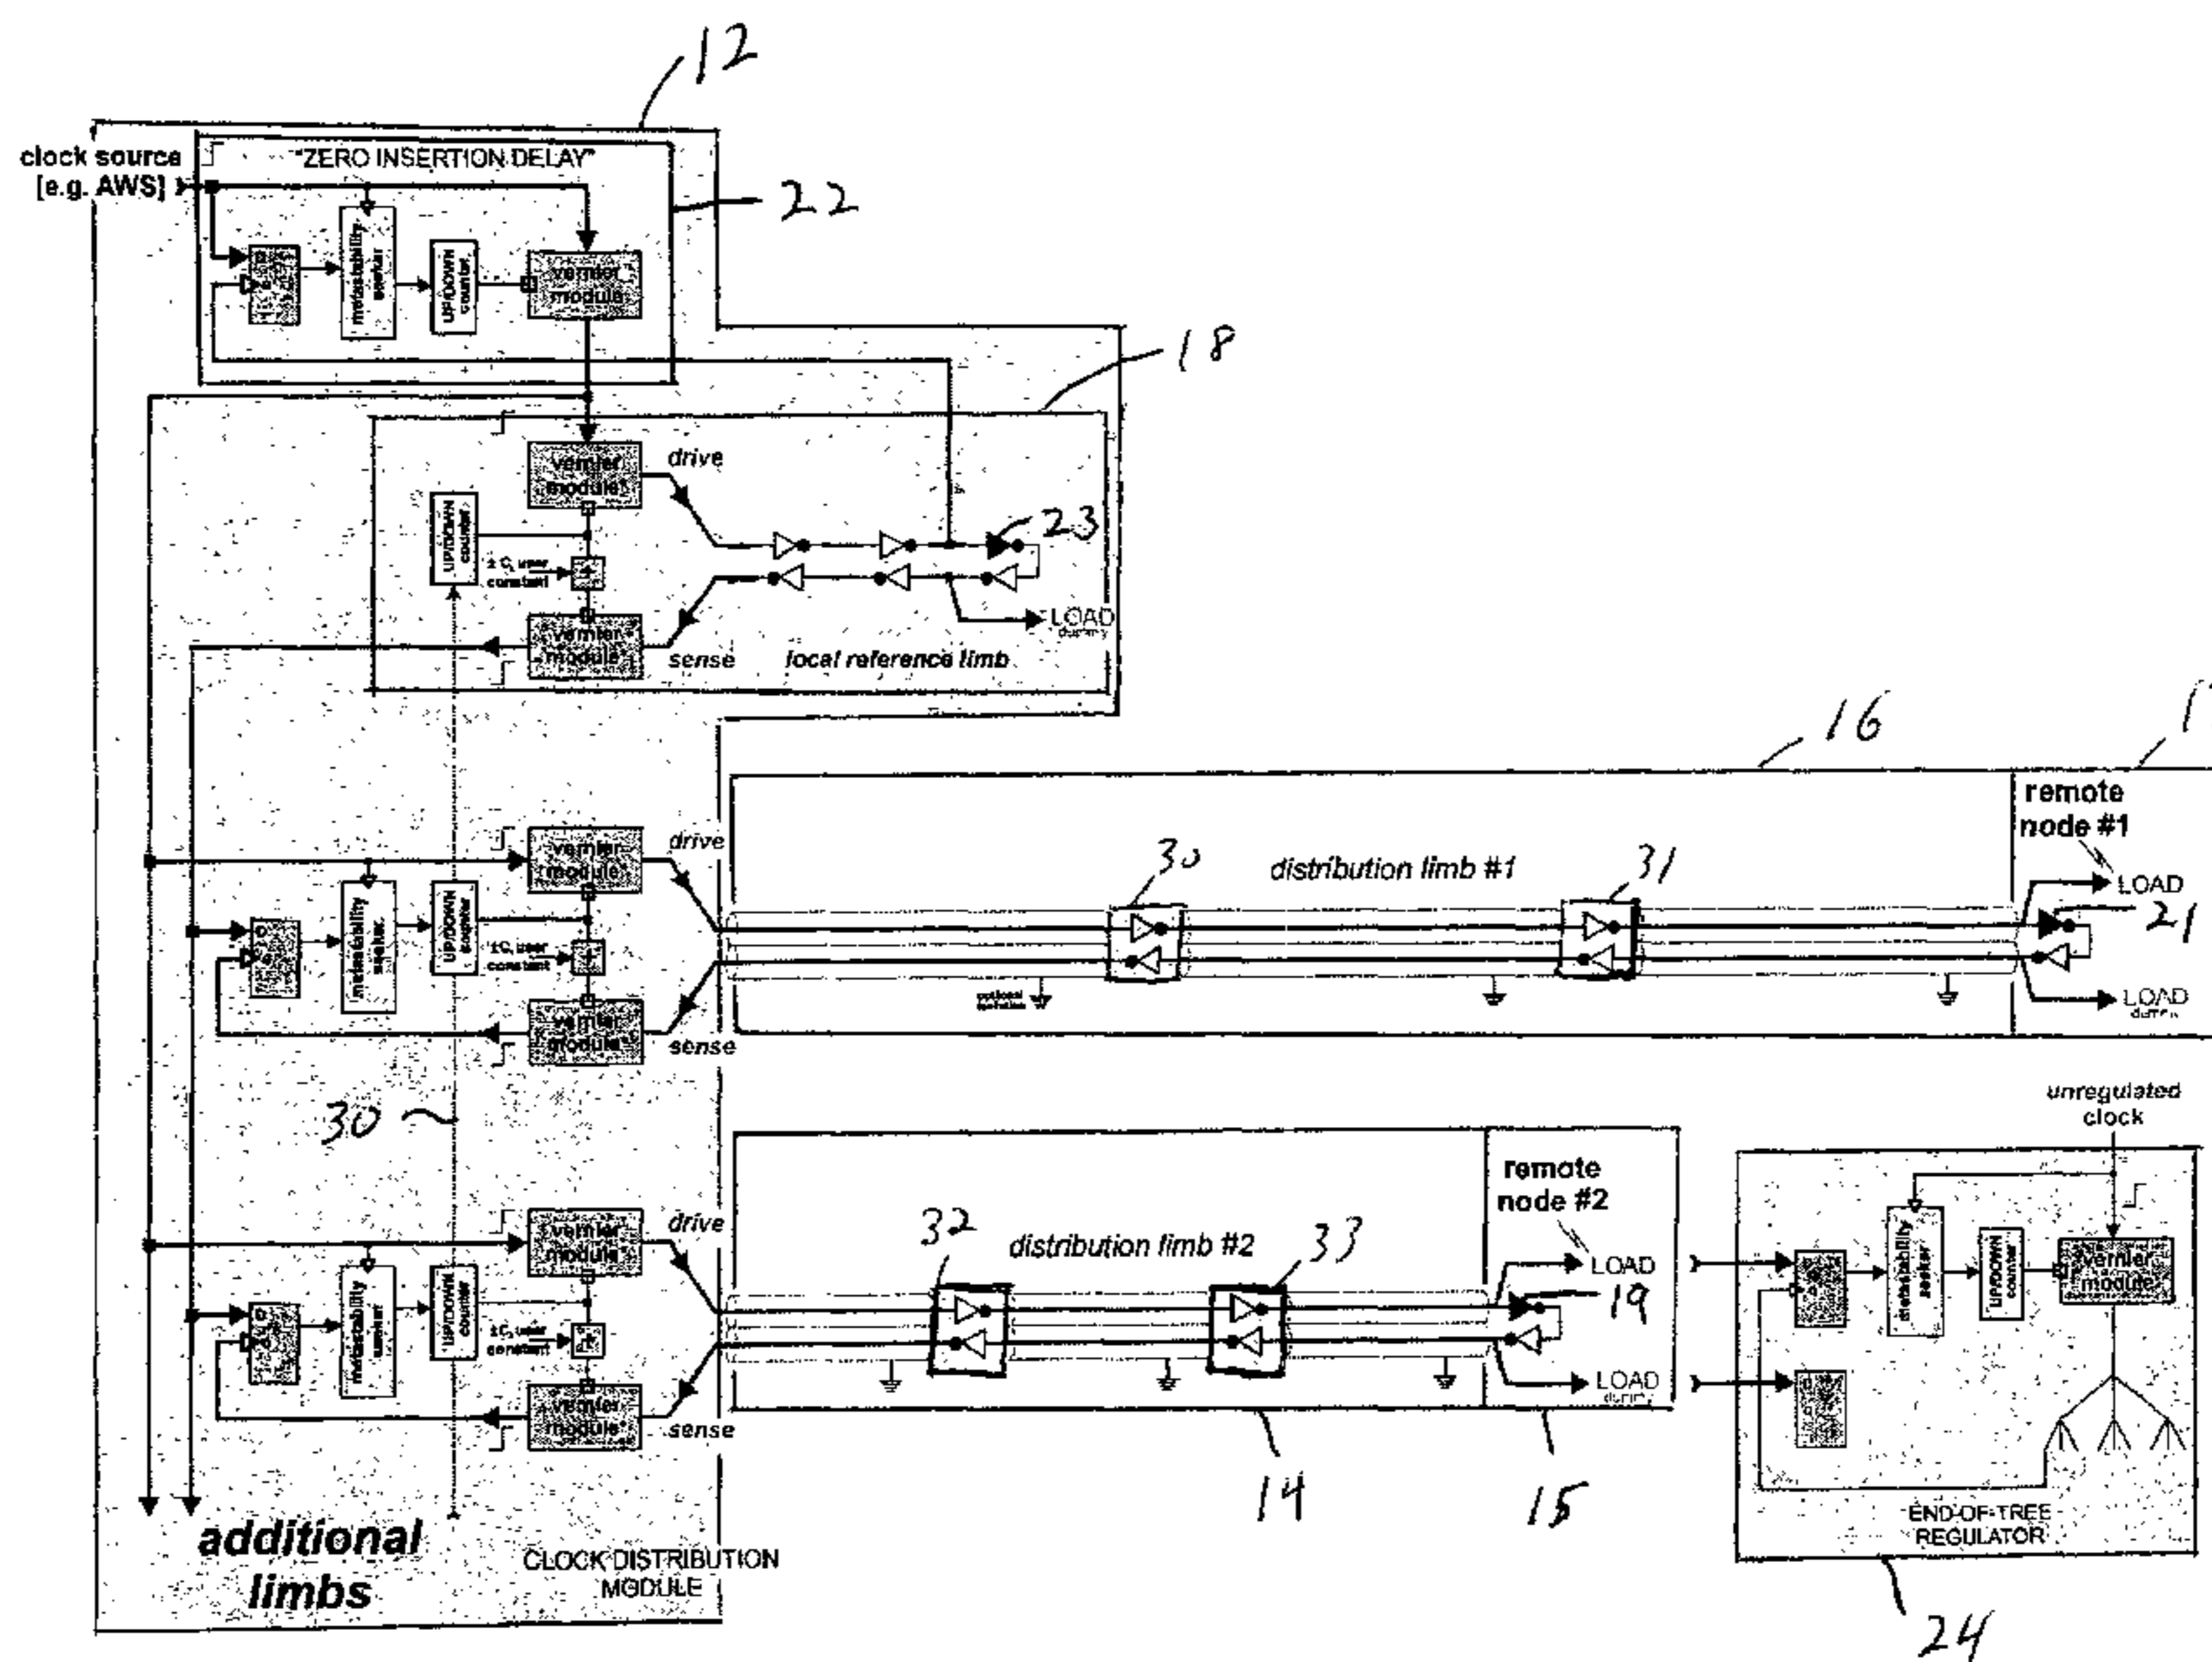 12
clock source
[e.g. AWS]
"ZERO INSERTION DELAY"
22
metastability
seeker
UP/DOWN
counter
vernier
module
18
vernier
module
drive
UP/DOWN
counter
± C, user
constant
+
23
LOAD
dummy
vernier
module
sense
local reference limb
16
1
remote
node #1
vernier
module
drive
30
distribution limb #1
31
LOAD
21
D
metastability
seeker
UP/DOWN
counter
± C, user
constant
+
optional
LOAD
dummy
vernier
module
sense
30
unregulated
clock
remote
node #2
vernier
module
drive
32
distribution limb #2
33
LOAD
19
D
metastability
seeker
UP/DOWN
counter
± C, user
constant
+
metastability
seeker
UP/DOWN
counter
vernier
module
LOAD
dummy
vernier
module
sense
14
15
additional
limbs
CLOCK DISTRIBUTION
MODULE
END-OF-TREE
REGULATOR
24